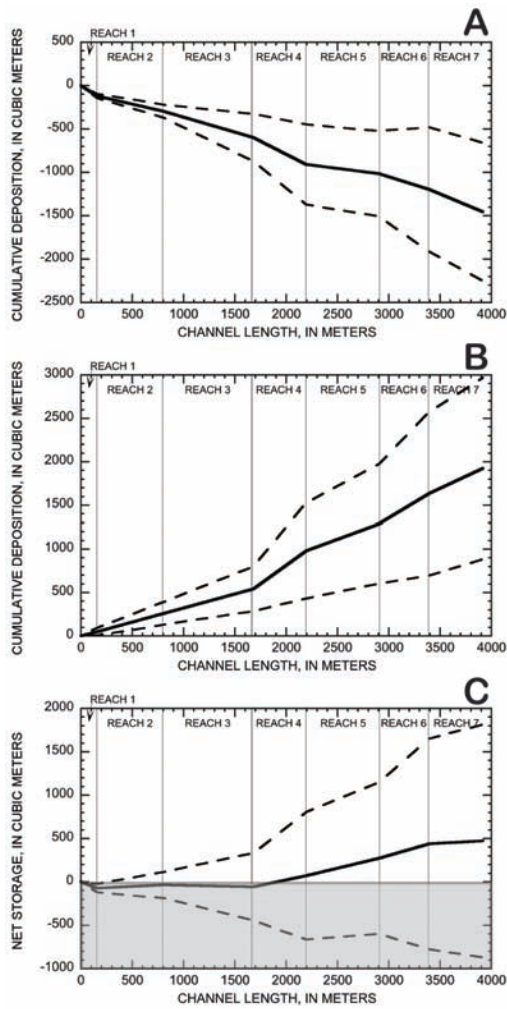 A
500
REACH 1
0
REACH 2 REACH 3 REACH 4 REACH 5 REACH 6 REACH 7
-500
-1000
-1500
-2000
-2500
CUMULATIVE DEPOSITION, IN CUBIC METERS
0 500 1000 1500 2000 2500 3000 3500 4000
CHANNEL LENGTH, IN METERS
B
REACH 1
3000
REACH 2 REACH 3 REACH 4 REACH 5 REACH 6 REACH 7
2500
2000
1500
1000
500
0
CUMULATIVE DEPOSITION, IN CUBIC METERS
0 500 1000 1500 2000 2500 3000 3500 4000
CHANNEL LENGTH, IN METERS
C
REACH 1
2000
REACH 2 REACH 3 REACH 4 REACH 5 REACH 6 REACH 7
1500
1000
500
0
-500
-1000
NET STORAGE, IN CUBIC METERS
0 500 1000 1500 2000 2500 3000 3500 4000
CHANNEL LENGTH, IN METERS